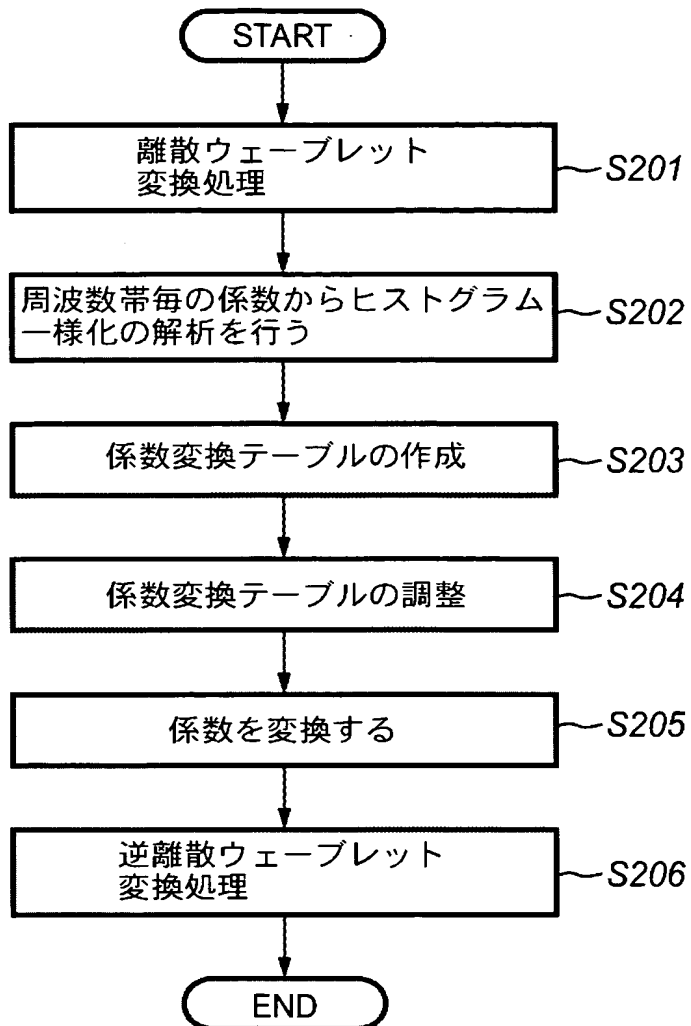 START
離散ウェーブレット
変換処理
S201
周波数帯毎の係数からヒストグラム
一様化の解析を行う
S202
係数変換テーブルの作成
S203
係数変換テーブルの調整
S204
係数を変換する
S205
逆離散ウェーブレット
変換処理
S206
END